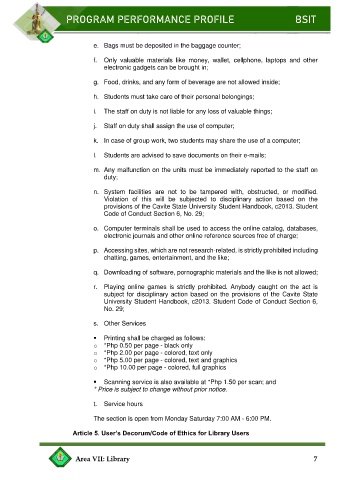 PROGRAM PERFORMANCE PROFILE BSIT
e. Bags must be deposited in the baggage counter;
f. Only valuable materials like money, wallet, cellphone, laptops and other
electronic gadgets can be brought in;
g. Food, drinks, and any form of beverage are not allowed inside;
h. Students must take care of their personal belongings;
i. The staff on duty is not liable for any loss of valuable things;
j. Staff on duty shall assign the use of computer;
k. In case of group work, two students may share the use of a computer;
l. Students are advised to save documents on their e-mails;
m. Any malfunction on the units must be immediately reported to the staff on
duty;
n. System facilities are not to be tampered with, obstructed, or modified.
Violation of this will be subjected to disciplinary action based on the
provisions of the Cavite State University Student Handbook, c2013. Student
Code of Conduct Section 6, No. 29;
o. Computer terminals shall be used to access the online catalog, databases,
electronic journals and other online reference sources free of charge;
p. Accessing sites, which are not research-related, is strictly prohibited including
chatting, games, entertainment, and the like;
q. Downloading of software, pornographic materials and the like is not allowed;
r. Playing online games is strictly prohibited. Anybody caught on the act is
subject for disciplinary action based on the provisions of the Cavite State
University Student Handbook, c2013. Student Code of Conduct Section 6,
No. 29;
s. Other Services
▪ Printing shall be charged as follows:
o *Php 0.50 per page - black only
o *Php 2.00 per page - colored, text only
o *Php 5.00 per page - colored, text and graphics
o *Php 10.00 per page - colored, full graphics
▪ Scanning service is also available at *Php 1.50 per scan; and
* Price is subject to change without prior notice.
t. Service hours
The section is open from Monday Saturday 7:00 AM - 6:00 PM.
Article 5. User's Decorum/Code of Ethics for Library Users
Area VII: Library 7